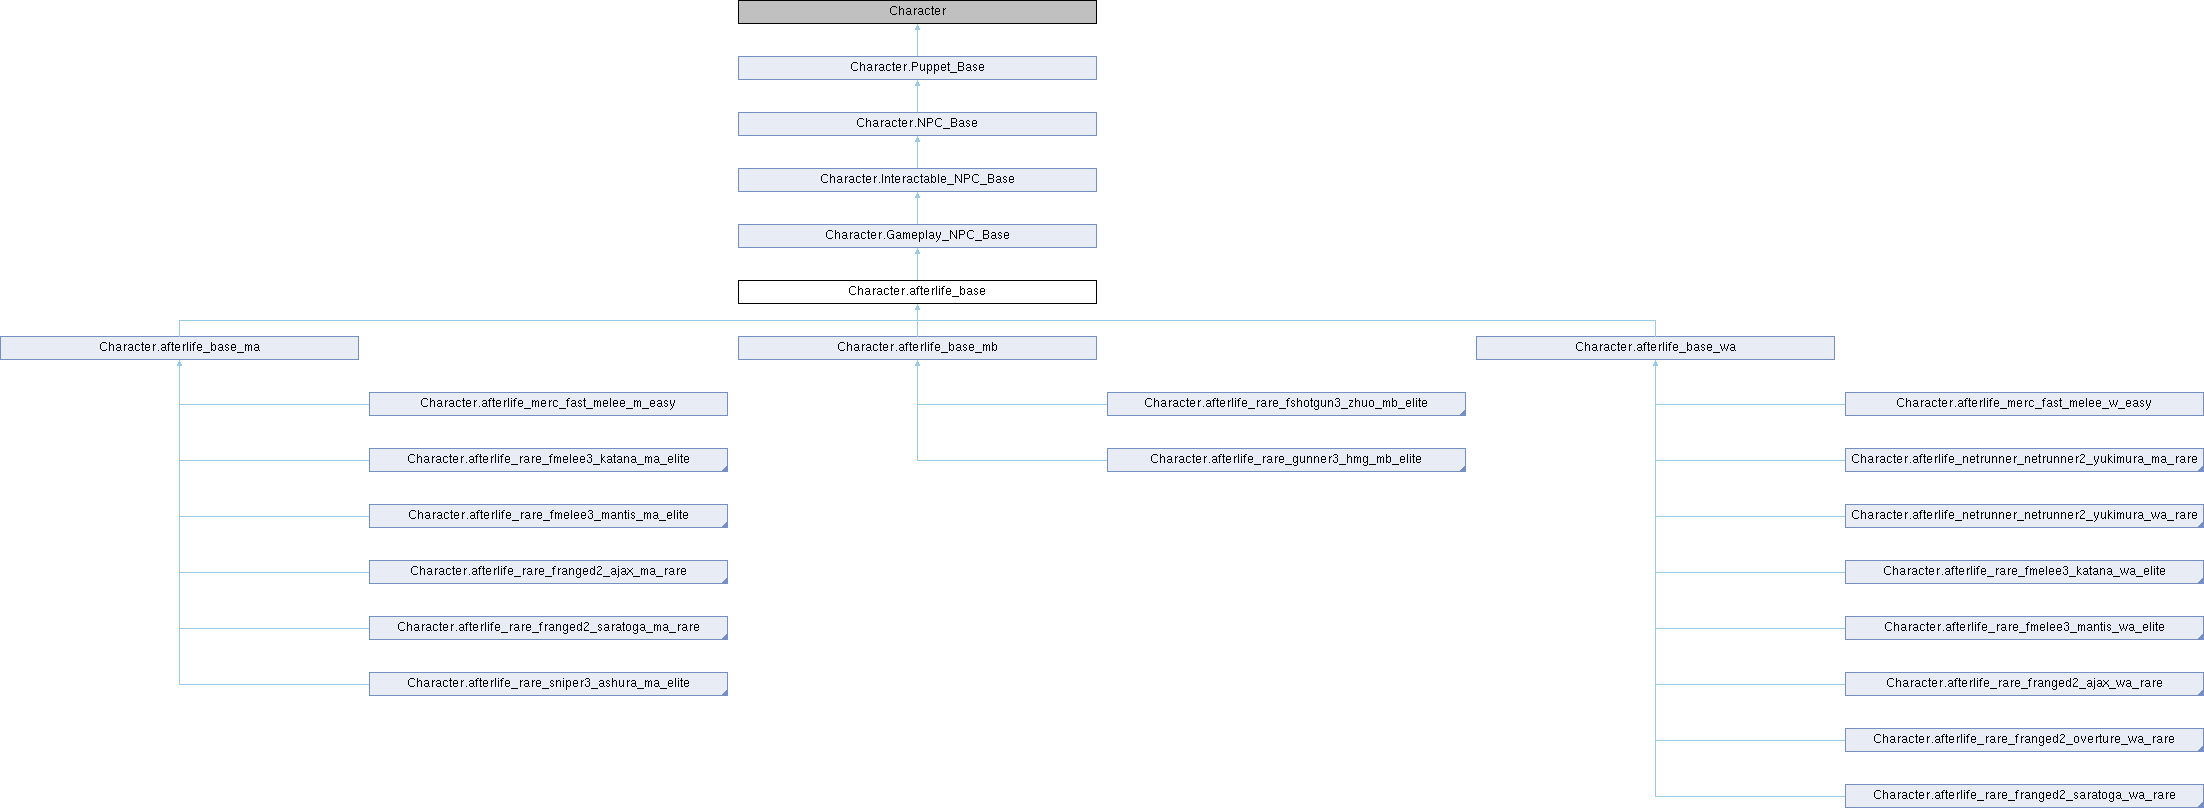 Character
Character.Puppet_Base
Character.NPC_Base
Character.Interactable_NPC_Base
Character.Gameplay_NPC_Base
Character.afterlife_base
Character.afterlife_base_ma
Character.afterlife_base_mb
Character.afterlife_base_wa
Character.afterlife_merc_fast_melee_m_easy
Character.afterlife_rare_fshotgun3_zhuo_mb_elite
Character.afterlife_merc_fast_melee_w_easy
Character.afterlife_rare_fmelee3_katana_ma_elite
Character.afterlife_rare_gunner3_hmg_mb_elite
Character.afterlife_netrunner_netrunner2_yukimura_ma_rare
Character.afterlife_rare_fmelee3_mantis_ma_elite
Character.afterlife_netrunner_netrunner2_yukimura_wa_rare
Character.afterlife_rare_franged2_ajax_ma_rare
Character.afterlife_rare_fmelee3_katana_wa_elite
Character.afterlife_rare_franged2_saratoga_ma_rare
Character.afterlife_rare_fmelee3_mantis_wa_elite
Character.afterlife_rare_sniper3_ashura_ma_elite
Character.afterlife_rare_franged2_ajax_wa_rare
Character.afterlife_rare_franged2_overture_wa_rare
Character.afterlife_rare_franged2_saratoga_wa_rare